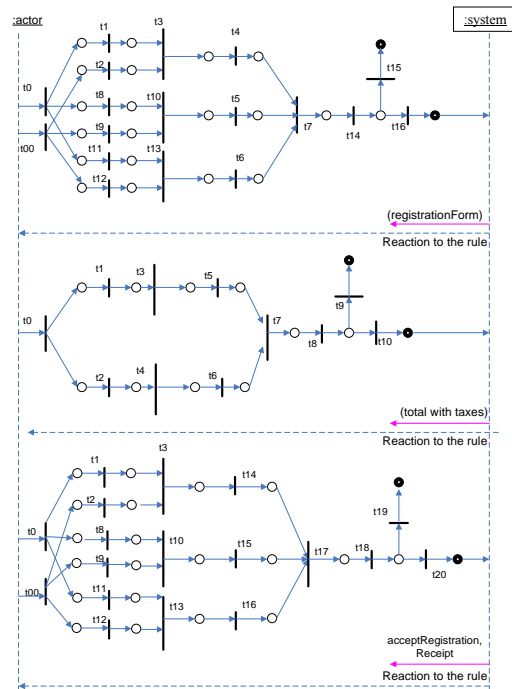 :actor
:system
t1
t3
t4
t2
t15
t0
t8
t10
t5
t9
t7
t14
t16
t00
t11
t13
t6
t12
(registrationForm)
Reaction to the rule
t1
t3
t5
t9
t0
t7
t8
t10
t2
t4
t6
(total with taxes)
Reaction to the rule
t1
t3
t14
t2
t19
t0
t8
t10
t15
t17
t18
t9
t20
t00
t11
t13
t16
t12
acceptRegistration,
Receipt
Reaction to the rule